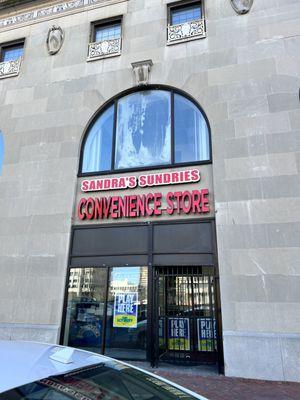 SANDRA'S SUNDRIES
CONVENIENCE STORE
PLAY
HERE
PLAY
HERE
PLAY
HERE